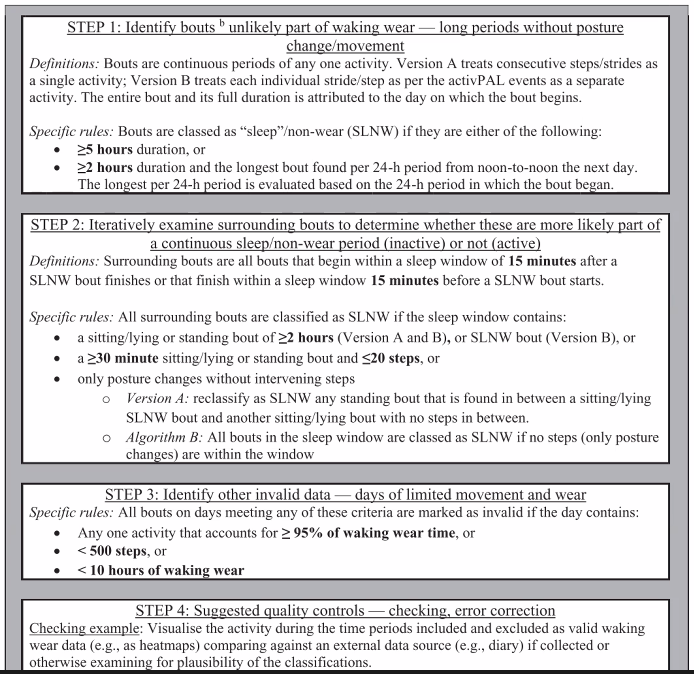 STEP 1: Identify bouts b unlikely part of waking wear — long periods without posture
change/movement
Definitions: Bouts are continuous periods of any one activity. Version A treats consecutive steps/strides as
a single activity; Version B treats each individual stride/step as per the activPAL events as a separate
activity. The entire bout and its full duration is attributed to the day on which the bout begins.
Specific rules: Bouts are classed as “sleep”/non-wear (SLNW) if they are either of the following:
• ≥5 hours duration, or
• ≥2 hours duration and the longest bout found per 24-h period from noon-to-noon the next day.
The longest per 24-h period is evaluated based on the 24-h period in which the bout began.
STEP 2: Iteratively examine surrounding bouts to determine whether these are more likely part of
a continuous sleep/non-wear period (inactive) or not (active)
Definitions: Surrounding bouts are all bouts that begin within a sleep window of 15 minutes after a
SLNW bout finishes or that finish within a sleep window 15 minutes before a SLNW bout starts.
Specific rules: All surrounding bouts are classified as SLNW if the sleep window contains:
• a sitting/lying or standing bout of ≥2 hours (Version A and B), or SLNW bout (Version B), or
• a ≥30 minute sitting/lying or standing bout and ≤20 steps, or
• only posture changes without intervening steps
o Version A: reclassify as SLNW any standing bout that is found in between a sitting/lying
SLNW bout and another sitting/lying bout with no steps in between.
o Algorithm B: All bouts in the sleep window are classed as SLNW if no steps (only posture
changes) are within the window
STEP 3: Identify other invalid data — days of limited movement and wear
Specific rules: All bouts on days meeting any of these criteria are marked as invalid if the day contains:
• Any one activity that accounts for ≥ 95% of waking wear time, or
• < 500 steps, or
• < 10 hours of waking wear
STEP 4: Suggested quality controls — checking, error correction
Checking example: Visualise the activity during the time periods included and excluded as valid waking
wear data (e.g., as heatmaps) comparing against an external data source (e.g., diary) if collected or
otherwise examining for plausibility of the classifications.